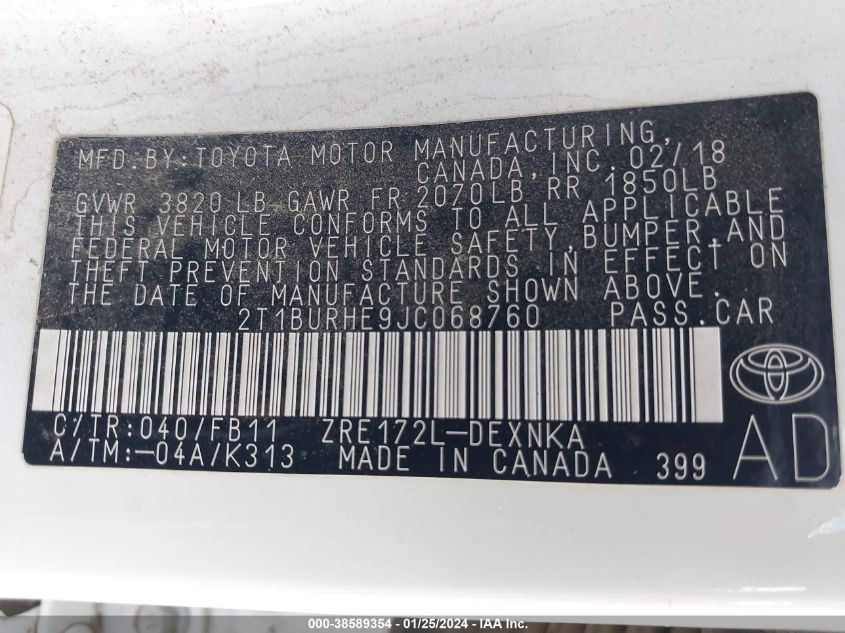 MFD.BY:TOYOTA MOTOR MANUFACTURING,
CANADA, INC. 02/18
GVWR 3820 LB GAWR FR 2070LB RR 1850LB
THIS VEHICLE CONFORMS TO ALL APPLICABLE
FEDERAL MOTOR VEHICLE SAFETY, BUMPER, AND
THEFT PREVENTION STANDARDS IN EFFECT ON
THE DATE OF MANUFACTURE SHOWN ABOVE.
2T1BURHE9JC068760 PASS.CAR
C/TR:040/FB11 ZRE172L-DEXNKA
A/TM:-04A/K313 MADE IN CANADA 399 AD
000-38589354 - 01/25/2024 - IAA Inc.